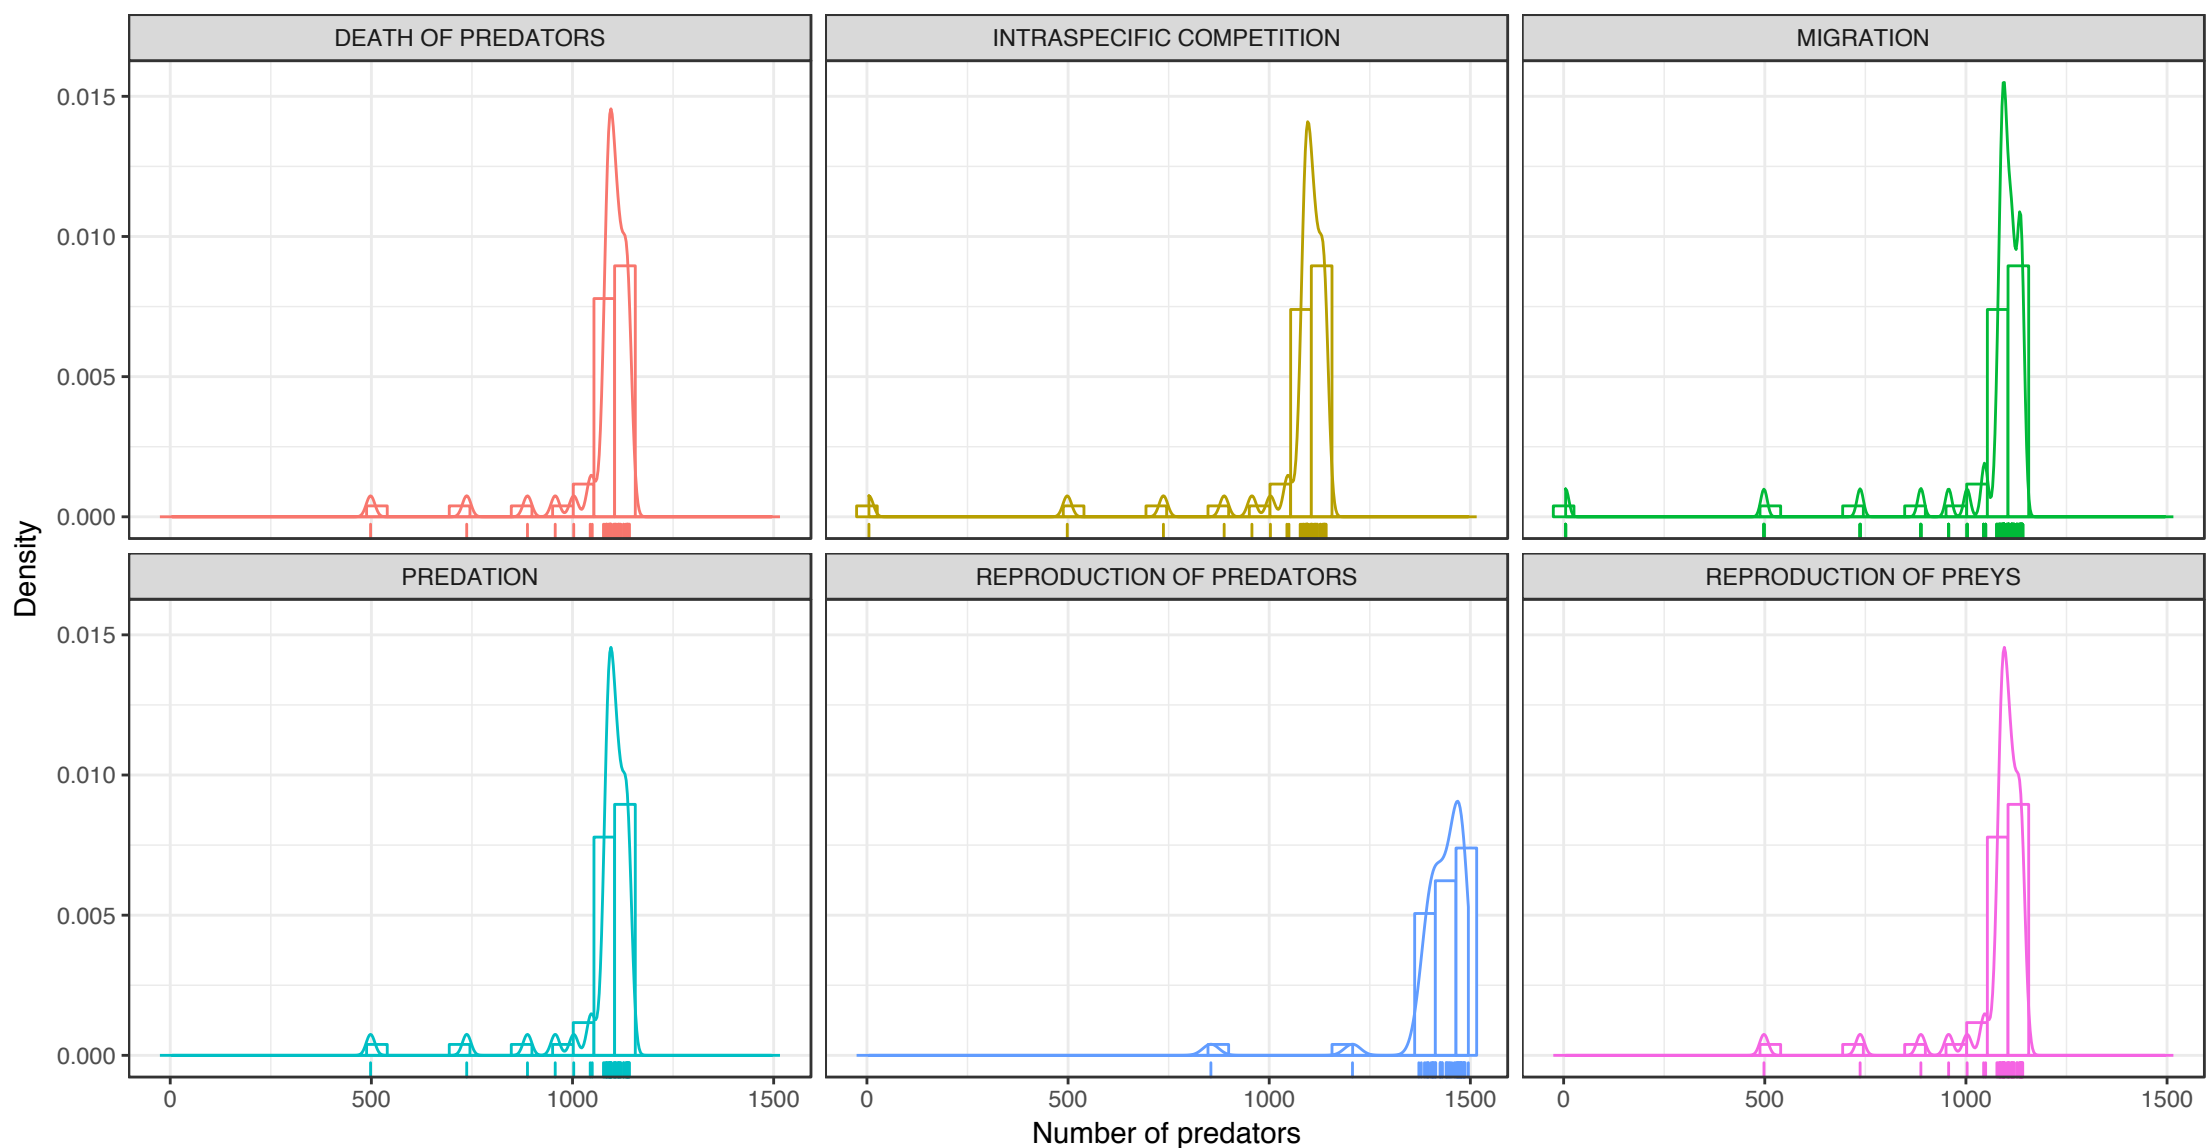 DEATH OF PREDATORS
INTRASPECIFIC COMPETITION
MIGRATION
0.015
0.010
0.005
0.000
PREDATION
REPRODUCTION OF PREDATORS
REPRODUCTION OF PREYS
0.015
0.010
0.005
0.000
0 500 1000 1500
0 500 1000 1500
0 500 1000 1500
Density
Number of predators